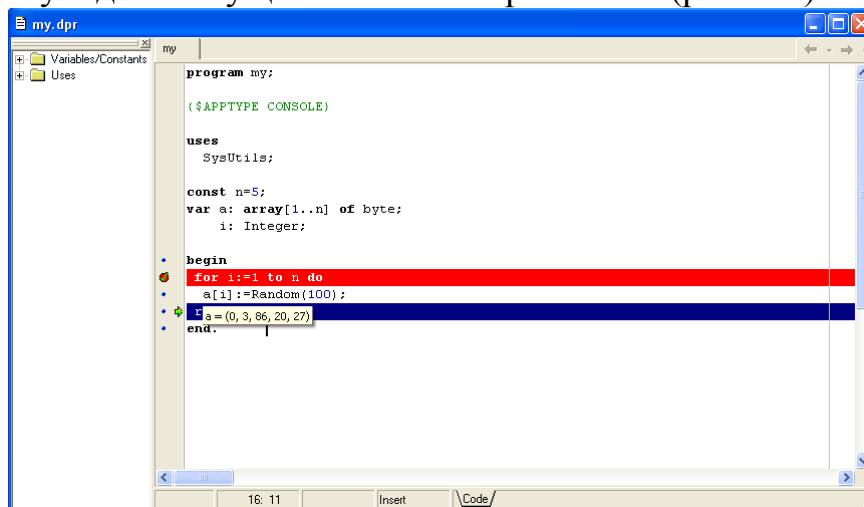 my.dpr
Variables/Constants
Uses
my
program my;
{$APPTYPE CONSOLE}
uses
SysUtils;
const n=5;
var a: array[1..n] of byte;
i: Integer;
begin
for i:=1 to n do
a[i]:=Random(100);
a = (0, 3, 86, 20, 27)
end.
16: 11
Insert
Code